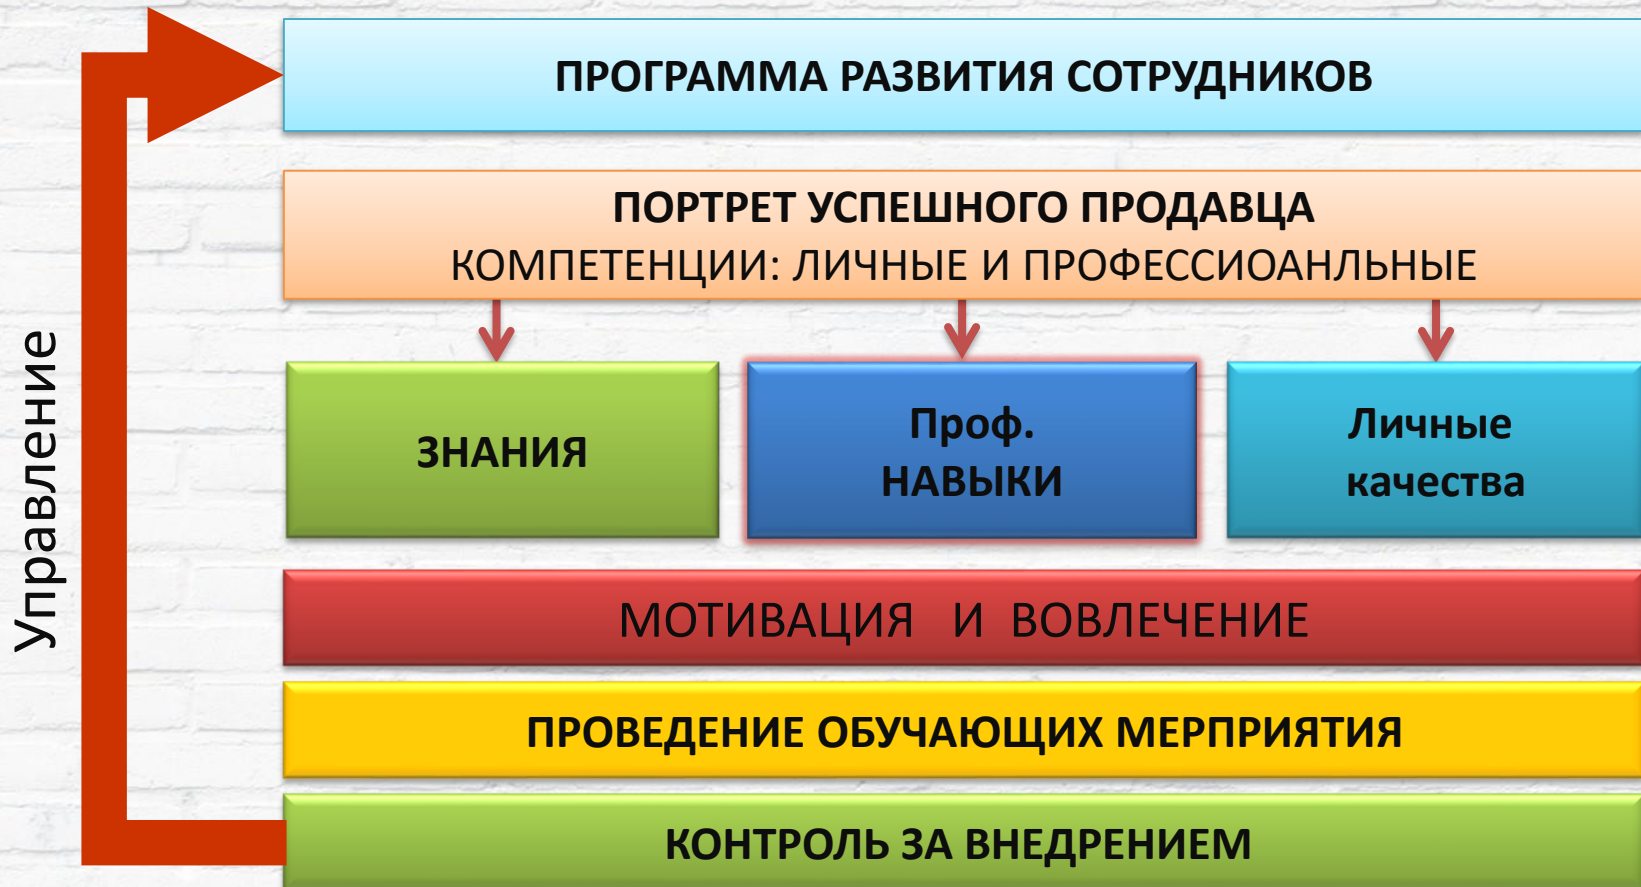 ПРОГРАММА РАЗВИТИЯ СОТРУДНИКОВ
ПОРТРЕТ УСПЕШНОГО ПРОДАВЦА
КОМПЕТЕНЦИИ: ЛИЧНЫЕ И ПРОФЕССИОАНЛЬНЫЕ
Управление
ЗНАНИЯ
Проф.
НАВЫКИ
Личные
качества
МОТИВАЦИЯ И ВОВЛЕЧЕНИЕ
ПРОВЕДЕНИЕ ОБУЧАЮЩИХ МЕРПРИЯТИЯ
КОНТРОЛЬ ЗА ВНЕДРЕНИЕМ